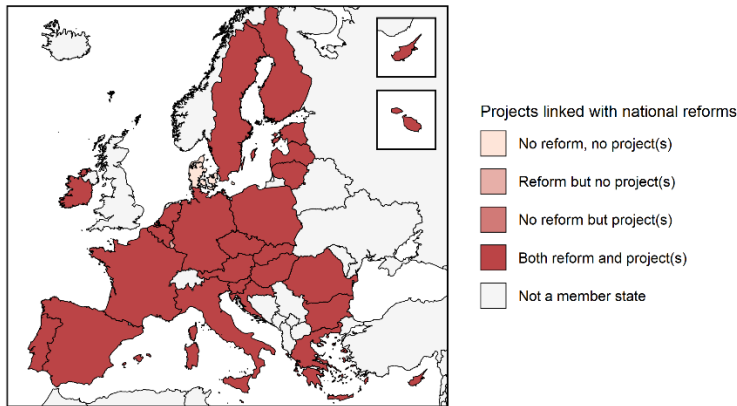 Projects linked with national reforms
No reform, no project(s)
Reform but no project(s)
No reform but project(s)
Both reform and project(s)
Not a member state